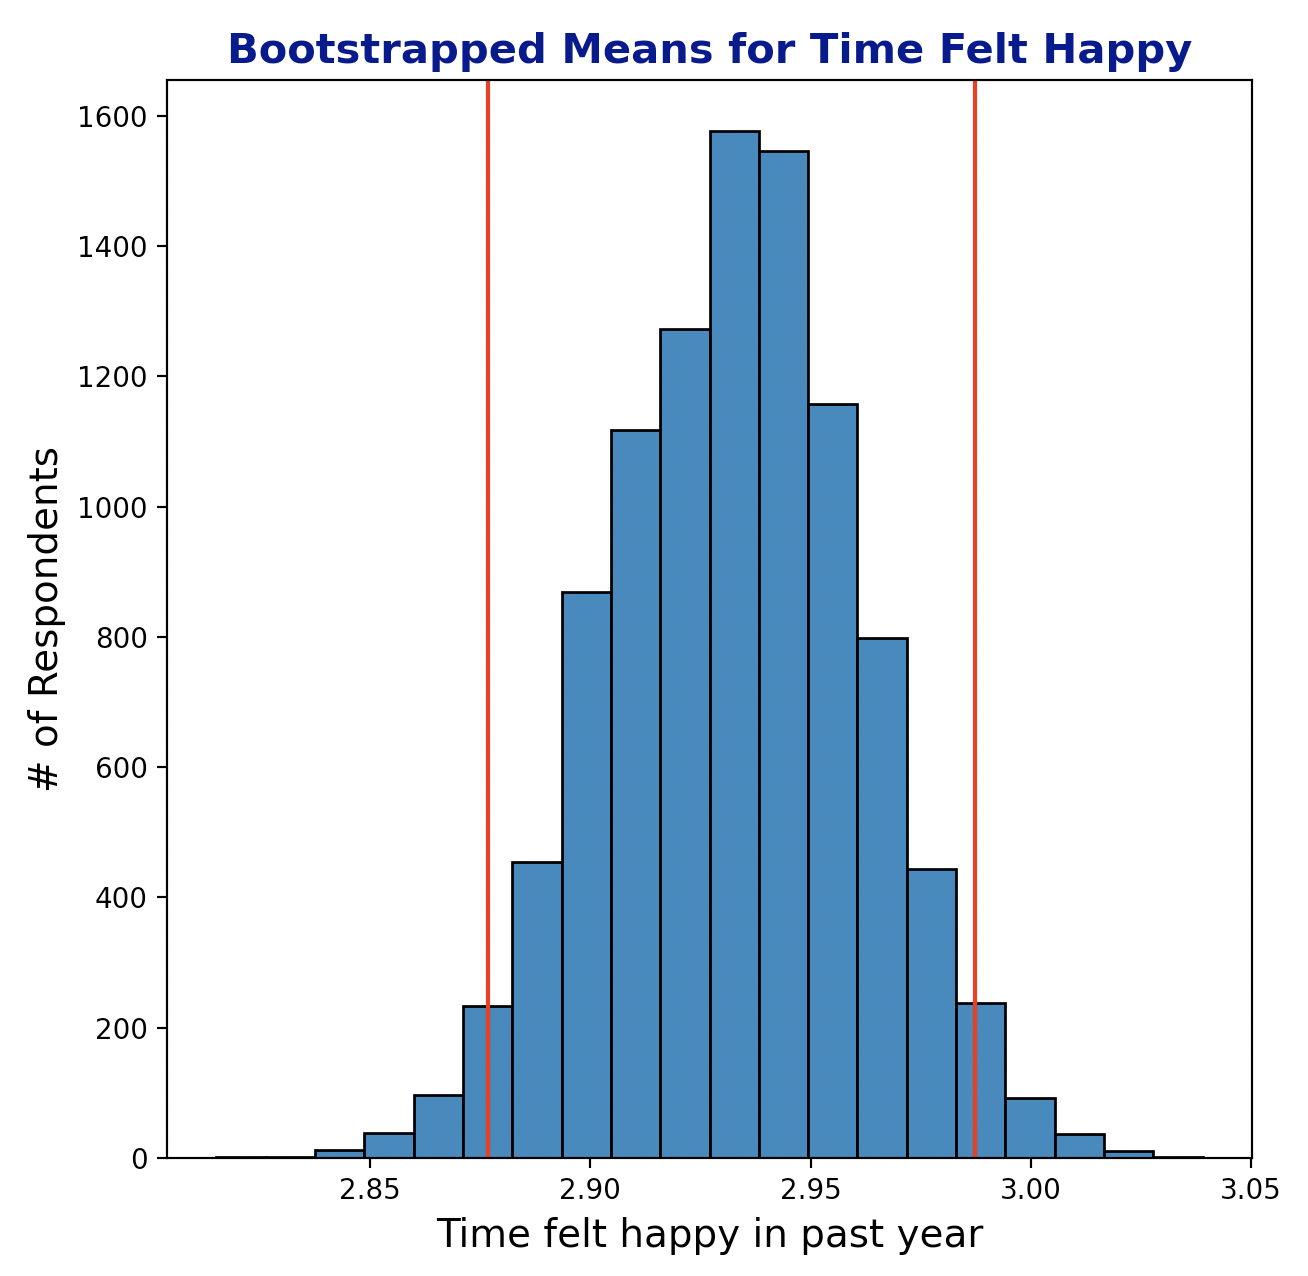 Bootstrapped Means for Time Felt Happy
# of Respondents
1600
1400
1200
1000
800
600
400
200
0
2.85 2.90 2.95 3.00 3.05
Time felt happy in past year